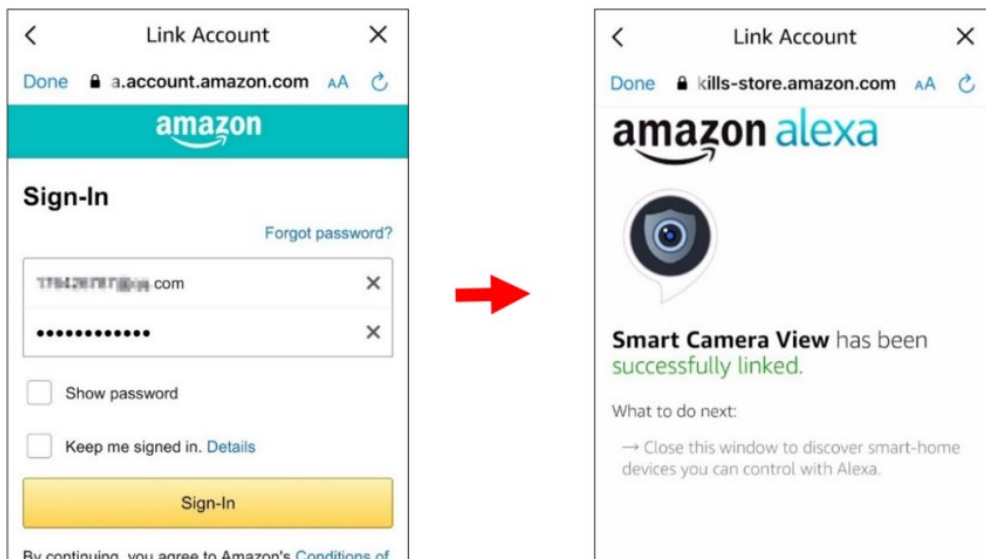 Link Account
Done a.account.amazon.com AA
amazon
Sign-In
Forgot password?
.com
Show password
Keep me signed in. Details
Sign-In
By continuing, you agree to Amazon's Conditions of
Link Account
Done kills-store.amazon.com AA
amazon alexa
Smart Camera View has been
successfully linked.
What to do next:
→ Close this window to discover smart-home
devices you can control with Alexa.